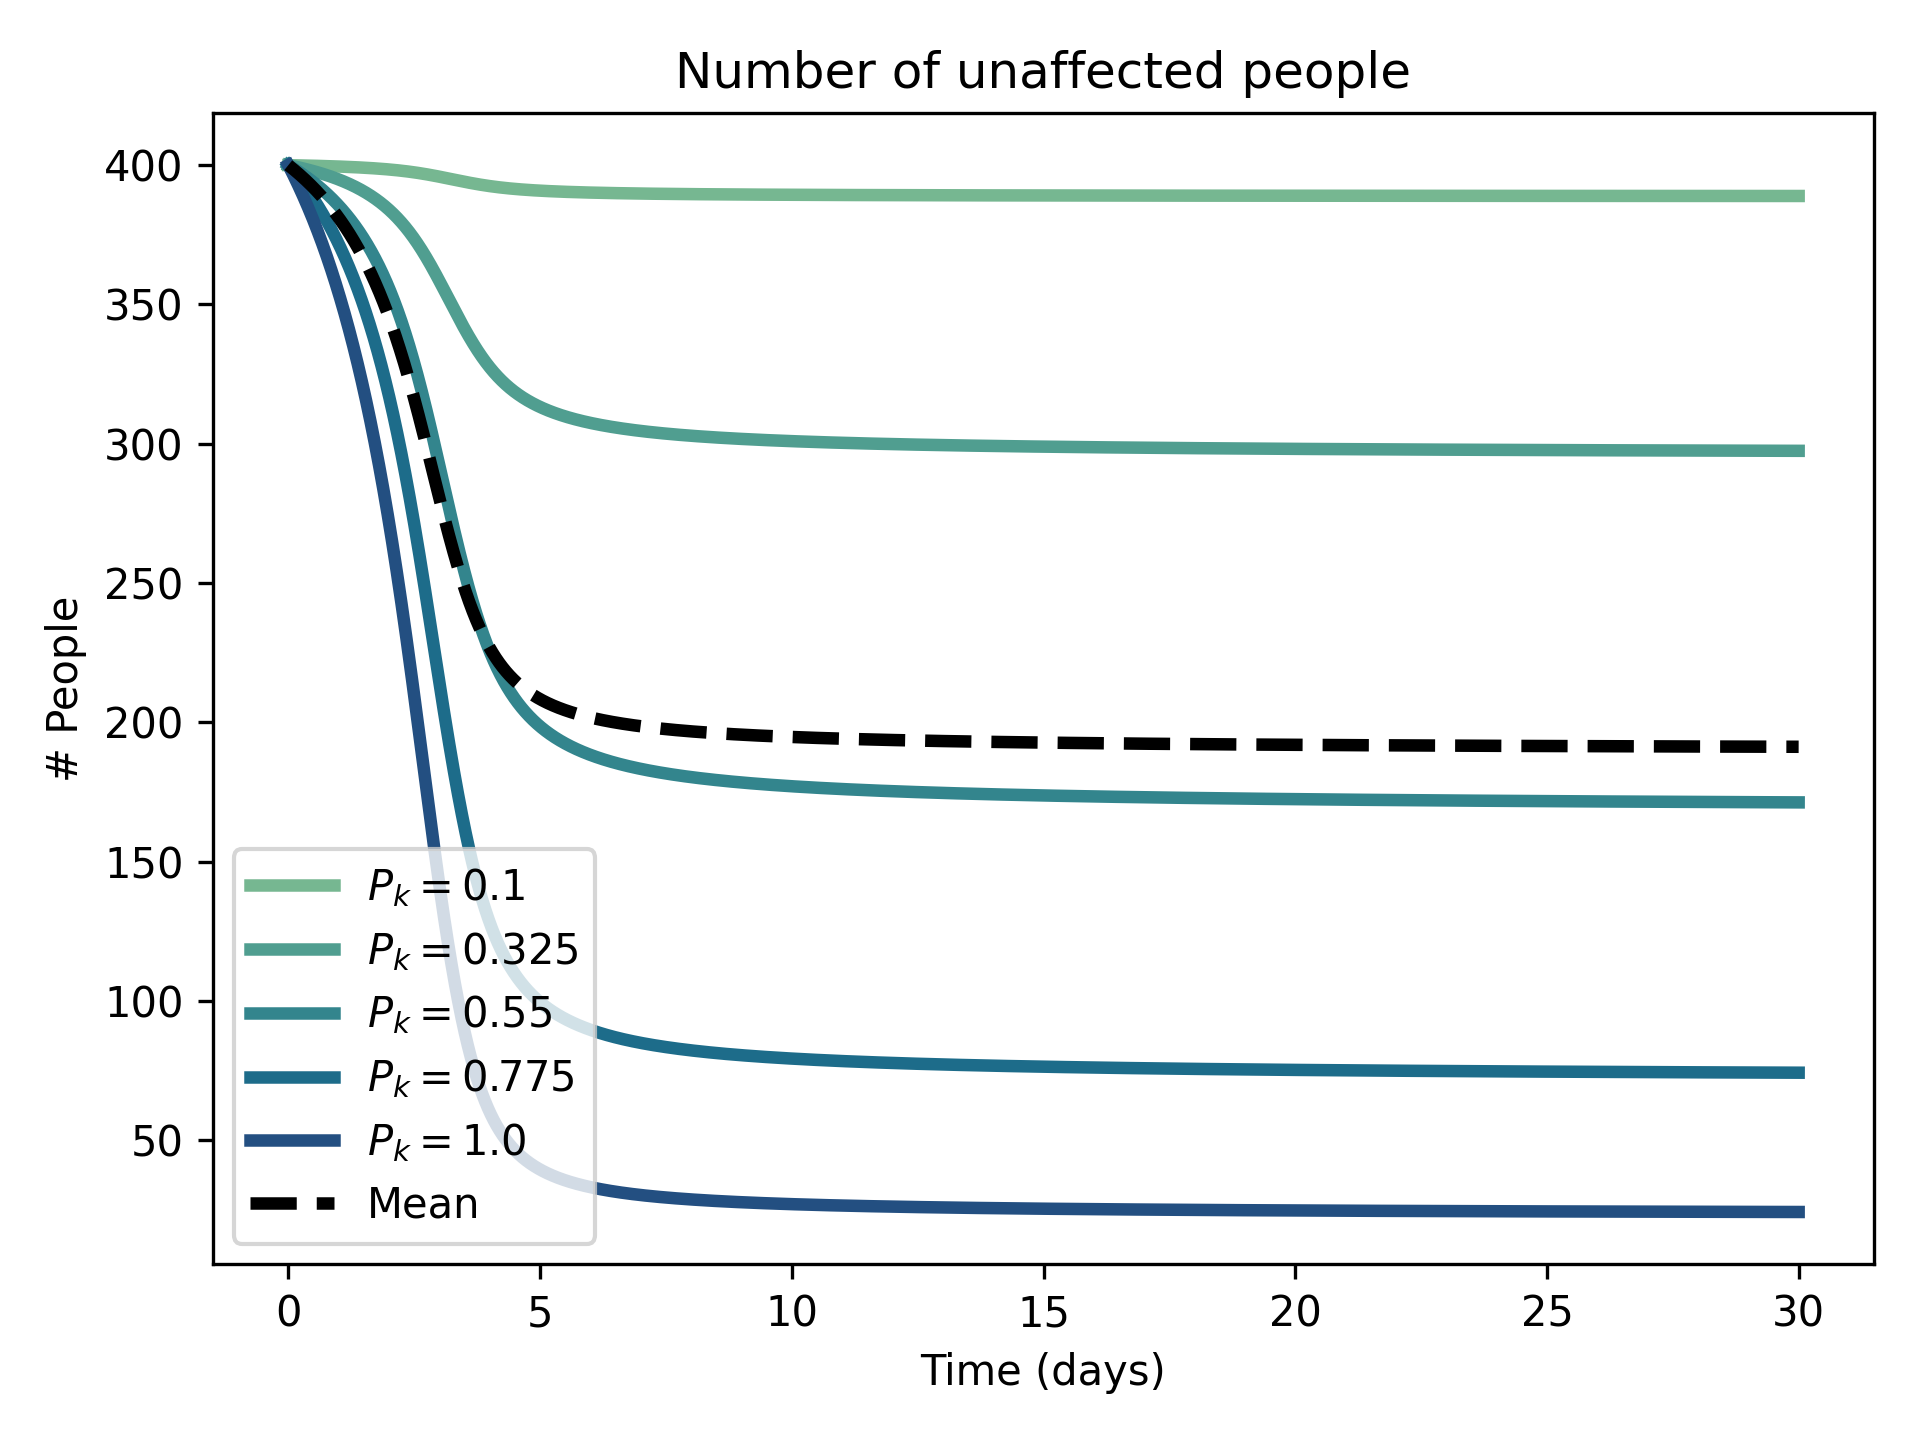 Number of unaffected people
400
350
300
250
200
150
100
50
# People
P_k = 0.1
P_k = 0.325
P_k = 0.55
P_k = 0.775
P_k = 1.0
Mean
0 5 10 15 20 25 30
Time (days)